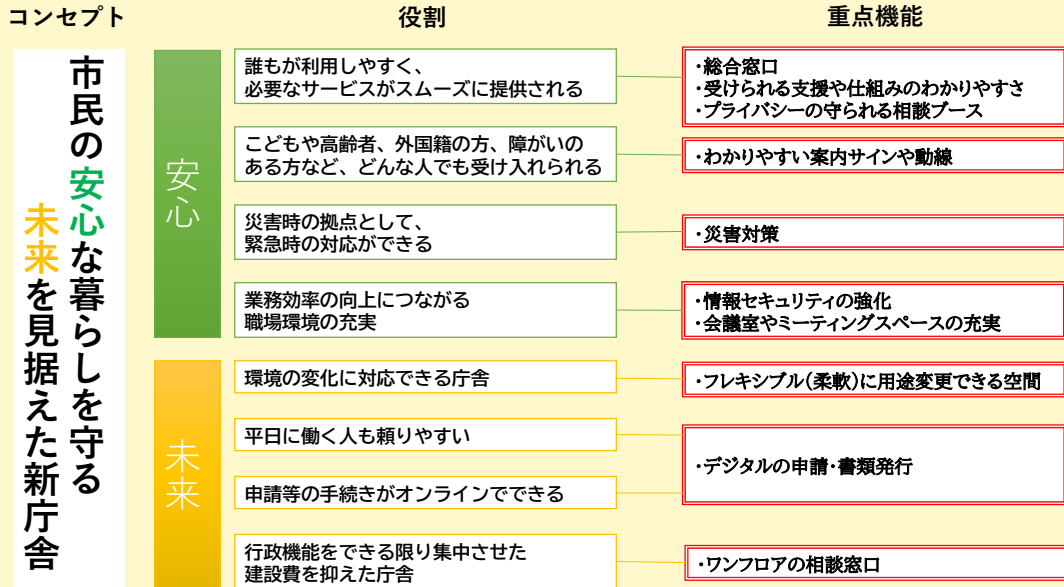 コンセプト
役割
重点機能
市民の安心な暮らしを守る
未来を見据えた新庁舎
安心
誰もが利用しやすく、
必要なサービスがスムーズに提供される
・総合窓口
・受けられる支援や仕組みのわかりやすさ
・プライバシーの守られる相談ブース
こどもや高齢者、外国籍の方、障がいの
ある方など、どんな人でも受け入れられる
・わかりやすい案内サインや動線
災害時の拠点として、
緊急時の対応ができる
・災害対策
業務効率の向上につながる
職場環境の充実
・情報セキュリティの強化
・会議室やミーティングスペースの充実
未来
環境の変化に対応できる庁舎
・フレキシブル(柔軟)に用途変更できる空間
平日に働く人も頼りやすい
申請等の手続きがオンラインでできる
・デジタルの申請・書類発行
行政機能をできる限り集中させた
建設費を抑えた庁舎
・ワンフロアの相談窓口